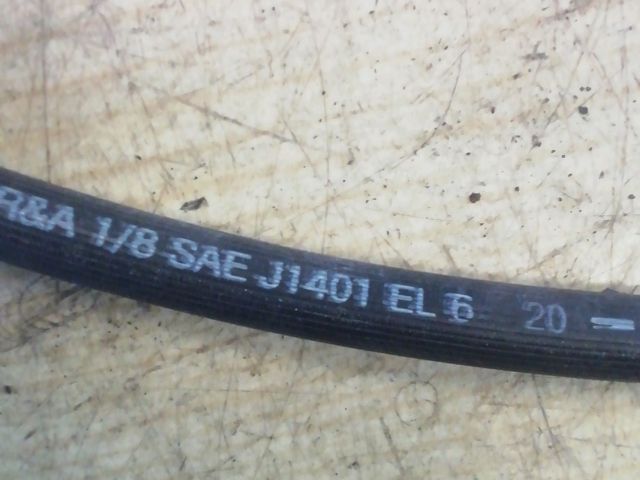 R&A 1/8 SAE J1401 EL 6 20 =